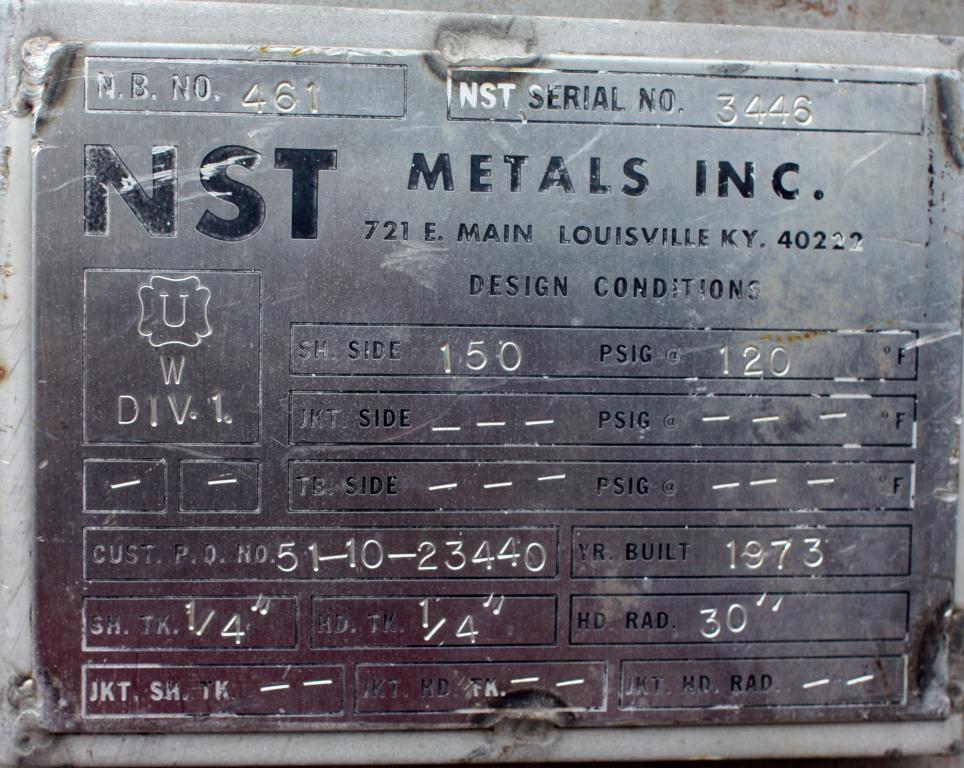 N.B. NO. 461 NST SERIAL NO. 3446
NST METALS INC.
721 E. MAIN LOUISVILLE KY. 40222
DESIGN CONDITIONS
U
W
DIV. 1.
SH. SIDE 150 PSIG @ 120 °F
JKT. SIDE _ — — PSIG @ — — — °F
— — TB. SIDE — — — PSIG @ — — — °F
CUST. P.O. NO. 51-10-23440 YR. BUILT 1973
SH. TK. 1/4" HD. TK. 1/4" HD RAD. 30"
JKT. SH. TK. — — JKT. HD. TK. — — JKT. HD. RAD. — —